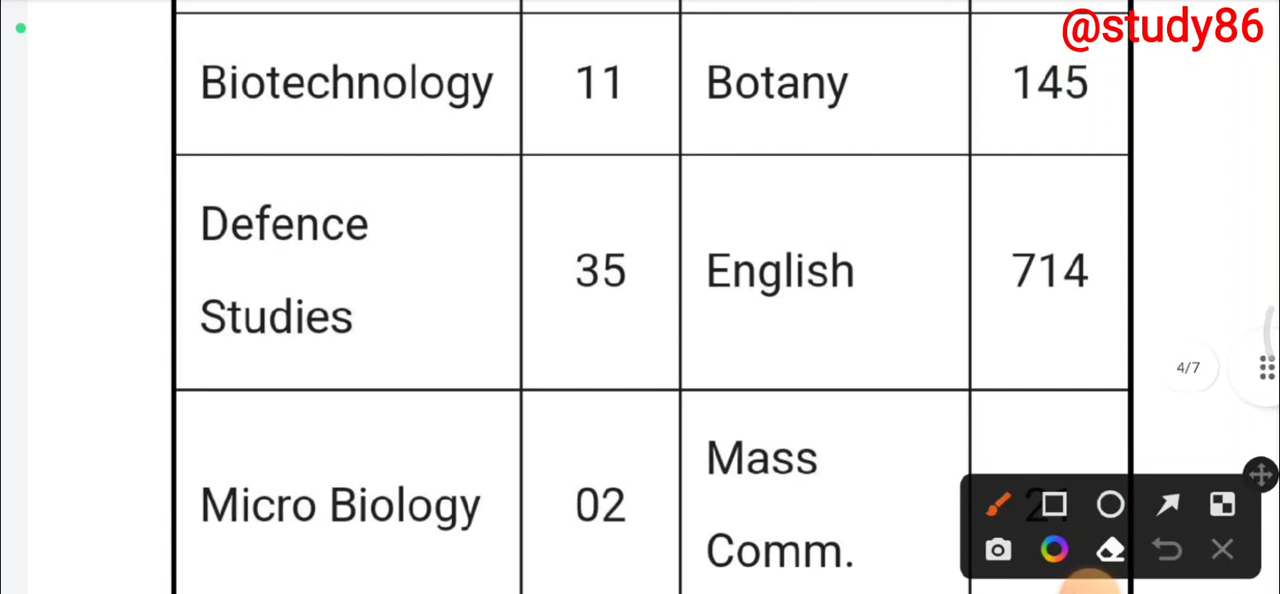 @study86
Biotechnology 11 Botany 145
Defence
Studies
35
English 714
Micro Biology 02
Mass
Comm.
4/7